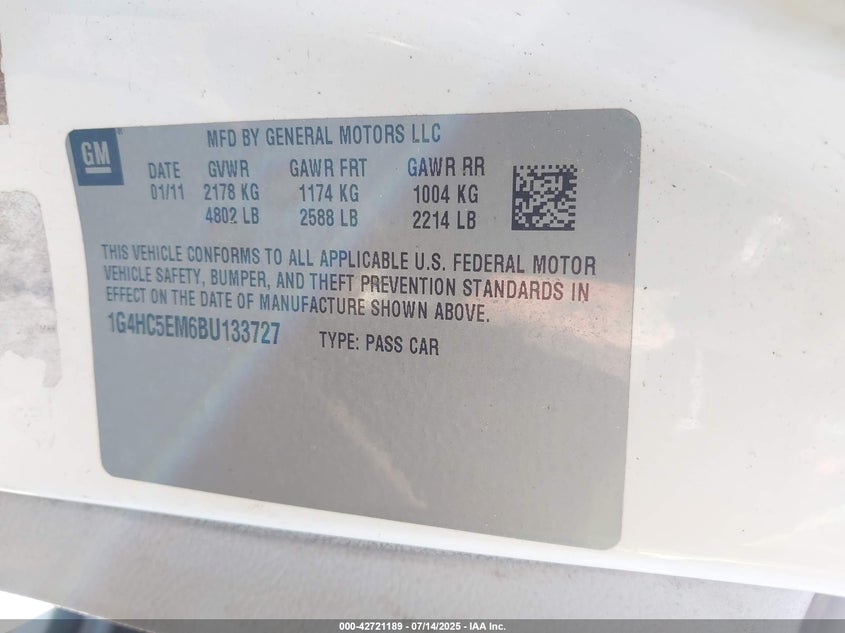 GM
MFD BY GENERAL MOTORS LLC
DATE GVWR GAWR FRT GAWR RR
01/11 2178 KG 1174 KG 1004 KG
4802 LB 2588 LB 2214 LB
THIS VEHICLE CONFORMS TO ALL APPLICABLE U.S. FEDERAL MOTOR
VEHICLE SAFETY, BUMPER, AND THEFT PREVENTION STANDARDS IN
EFFECT ON THE DATE OF MANUFACTURE SHOWN ABOVE.
1G4HC5EM6BU133727 TYPE: PASS CAR
000-42721189 | 07/14/2025 | IAA Inc.